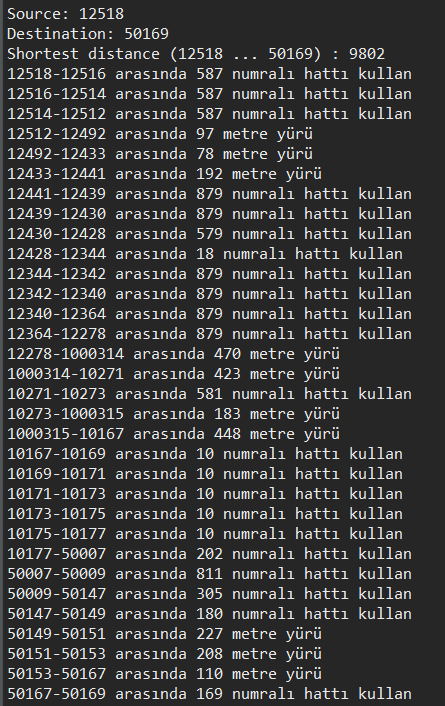 Source: 12518
Destination: 50169
Shortest distance (12518 ... 50169) : 9802
12518-12516 arasında 587 numralı hattı kullan
12516-12514 arasında 587 numralı hattı kullan
12514-12512 arasında 587 numralı hattı kullan
12512-12492 arasında 97 metre yürü
12492-12433 arasında 78 metre yürü
12433-12441 arasında 192 metre yürü
12441-12439 arasında 879 numralı hattı kullan
12439-12430 arasında 879 numralı hattı kullan
12430-12428 arasında 579 numralı hattı kullan
12428-12344 arasında 18 numralı hattı kullan
12344-12342 arasında 879 numralı hattı kullan
12342-12340 arasında 879 numralı hattı kullan
12340-12364 arasında 879 numralı hattı kullan
12364-12278 arasında 879 numralı hattı kullan
12278-1000314 arasında 470 metre yürü
1000314-10271 arasında 423 metre yürü
10271-10273 arasında 581 numralı hattı kullan
10273-1000315 arasında 183 metre yürü
1000315-10167 arasında 448 metre yürü
10167-10169 arasında 10 numralı hattı kullan
10169-10171 arasında 10 numralı hattı kullan
10171-10173 arasında 10 numralı hattı kullan
10173-10175 arasında 10 numralı hattı kullan
10175-10177 arasında 10 numralı hattı kullan
10177-50007 arasında 202 numralı hattı kullan
50007-50009 arasında 811 numralı hattı kullan
50009-50147 arasında 305 numralı hattı kullan
50147-50149 arasında 180 numralı hattı kullan
50149-50151 arasında 227 metre yürü
50151-50153 arasında 208 metre yürü
50153-50167 arasında 110 metre yürü
50167-50169 arasında 169 numralı hattı kullan